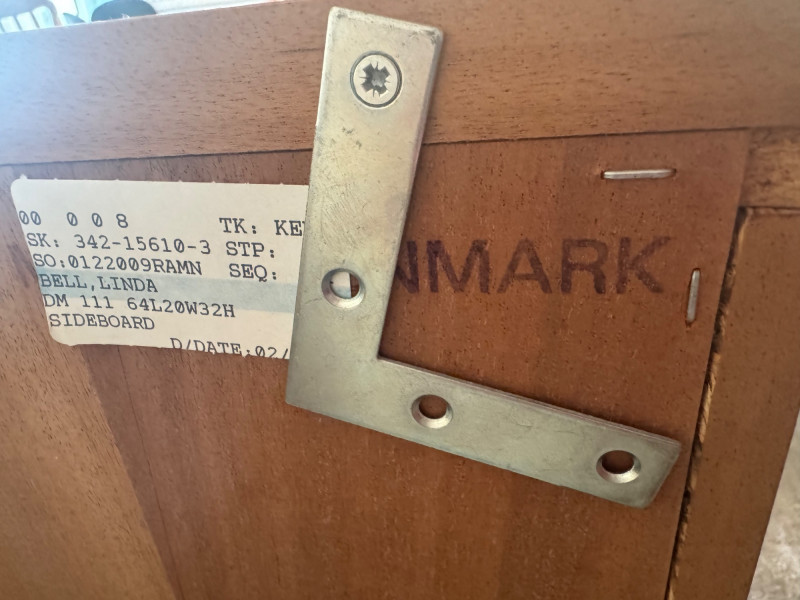 00 0 0 8 TK: KE
SK: 342-15610-3 STP:
SO:0122009RAMN SEQ:
BELL,LINDA
DM 111 64L20W32H
SIDEBOARD
D/DATE:02/
NMARK